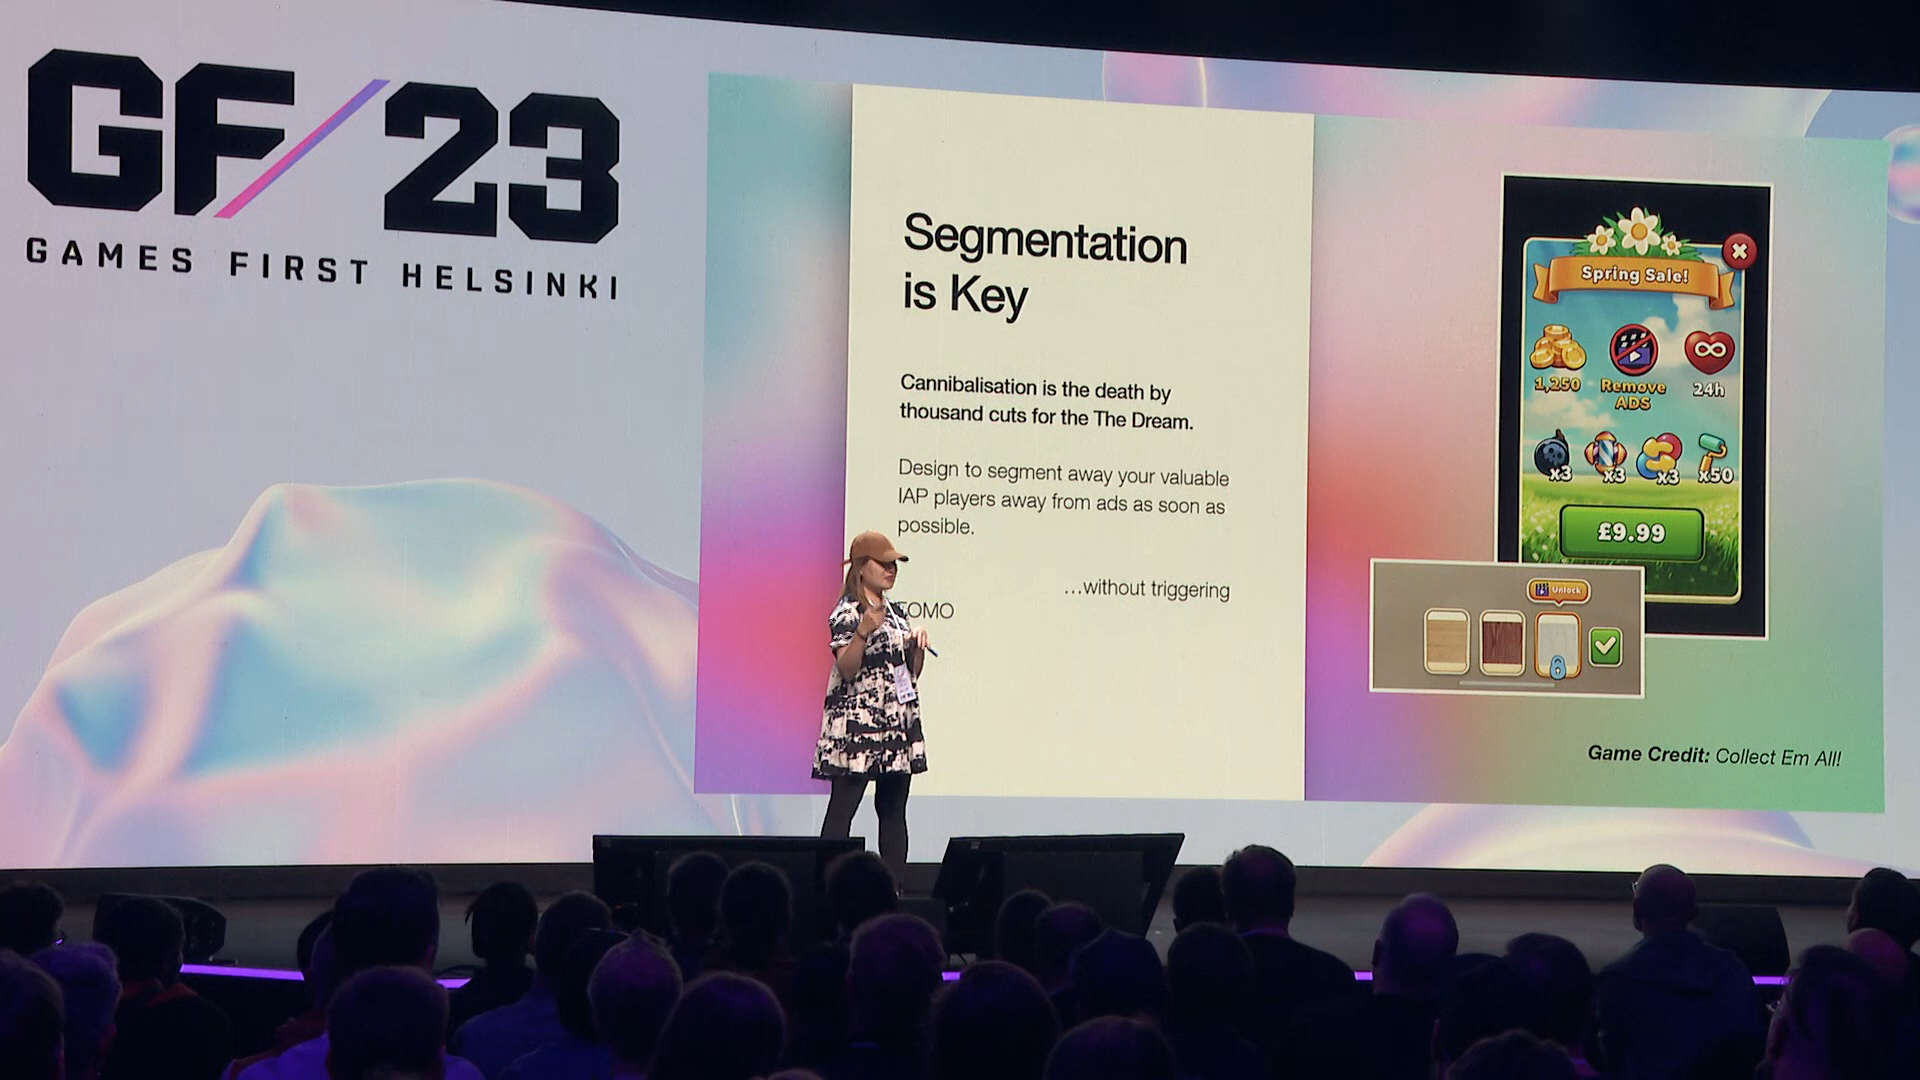 GF/23
GAMES FIRST HELSINKI
Segmentation
is Key
Cannibalisation is the death by
thousand cuts for the The Dream.
Design to segment away your valuable
IAP players away from ads as soon as
possible.
...without triggering
FOMO
Spring Sale!
1,250
Remove
ADS
24h
x3
x3
x3
x50
£9.99
Unlock
Game Credit: Collect Em All!